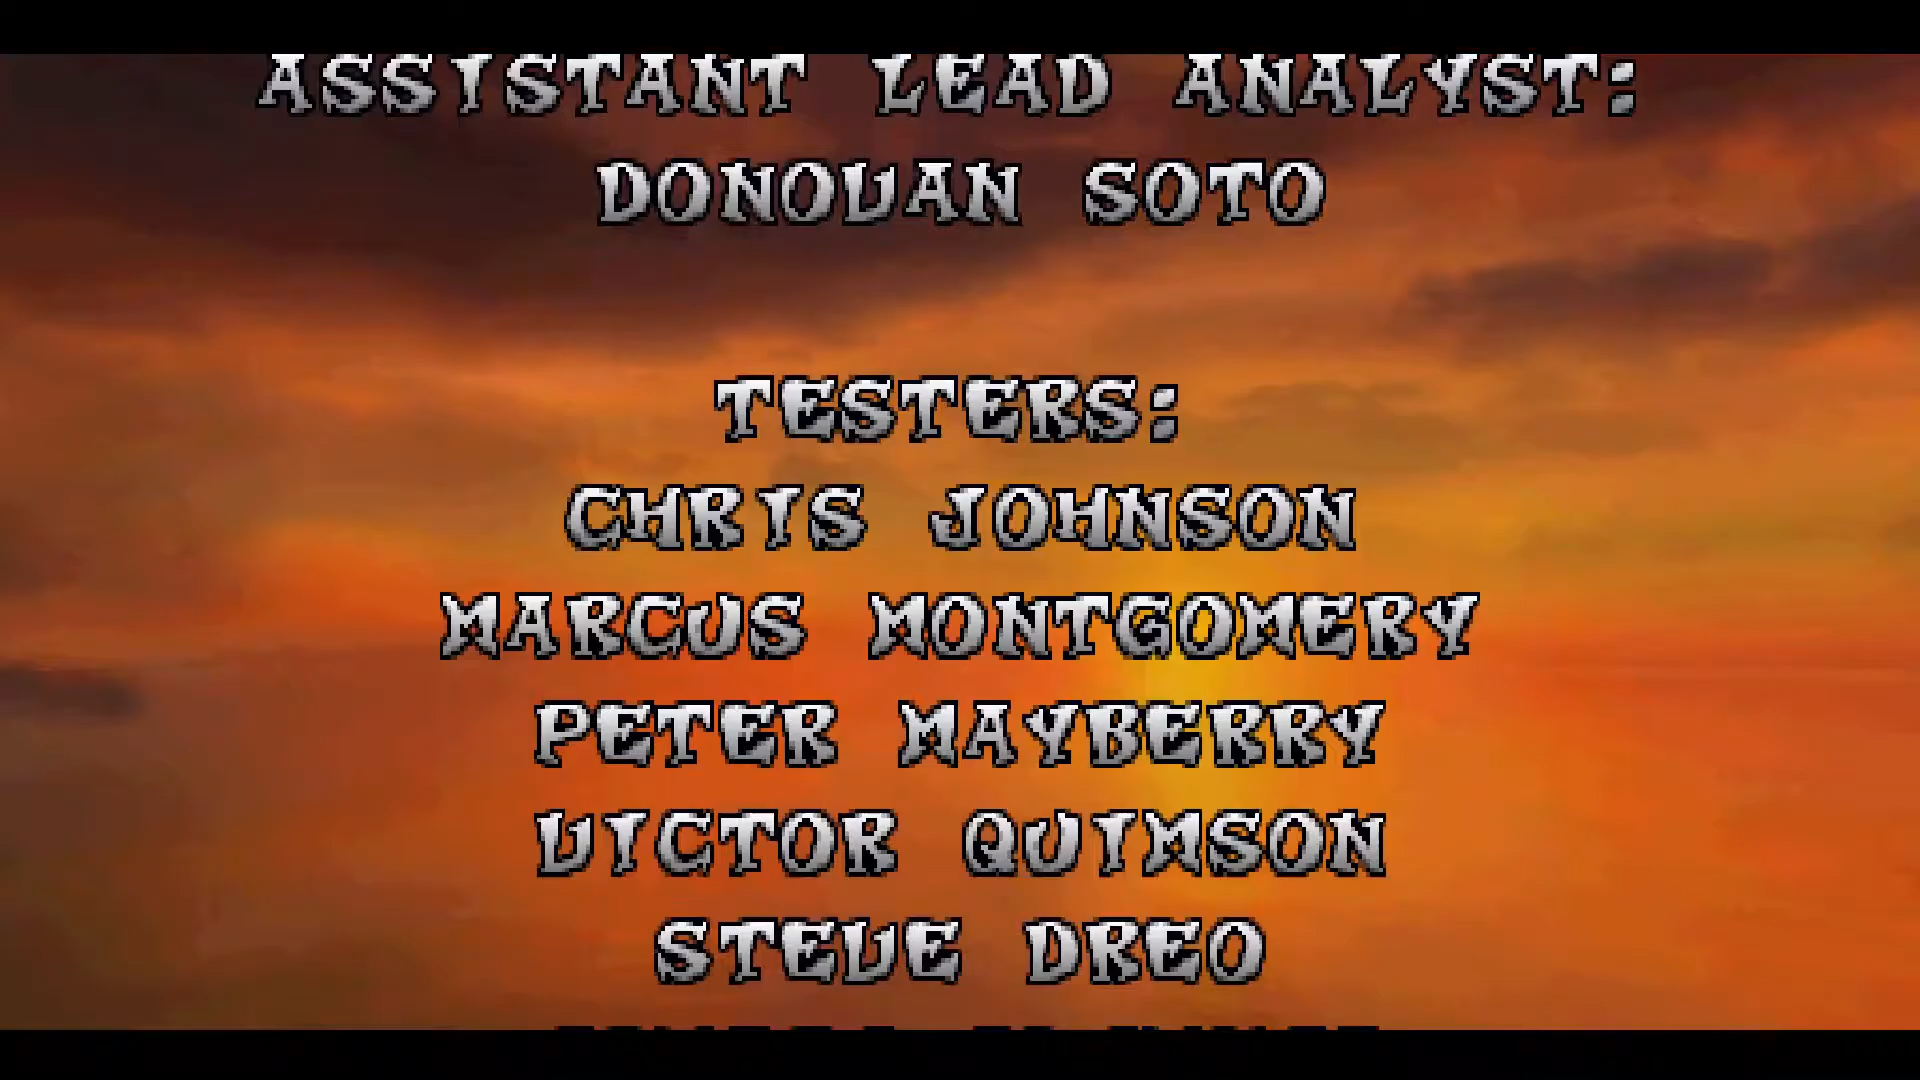 ASSISTANT LEAD ANALYST:
DONOVAN SOTO
TESTERS:
CHRIS JOHNSON
MARCUS MONTGOMERY
PETER MAYBERRY
VICTOR QUIMSON
STEVE DREO